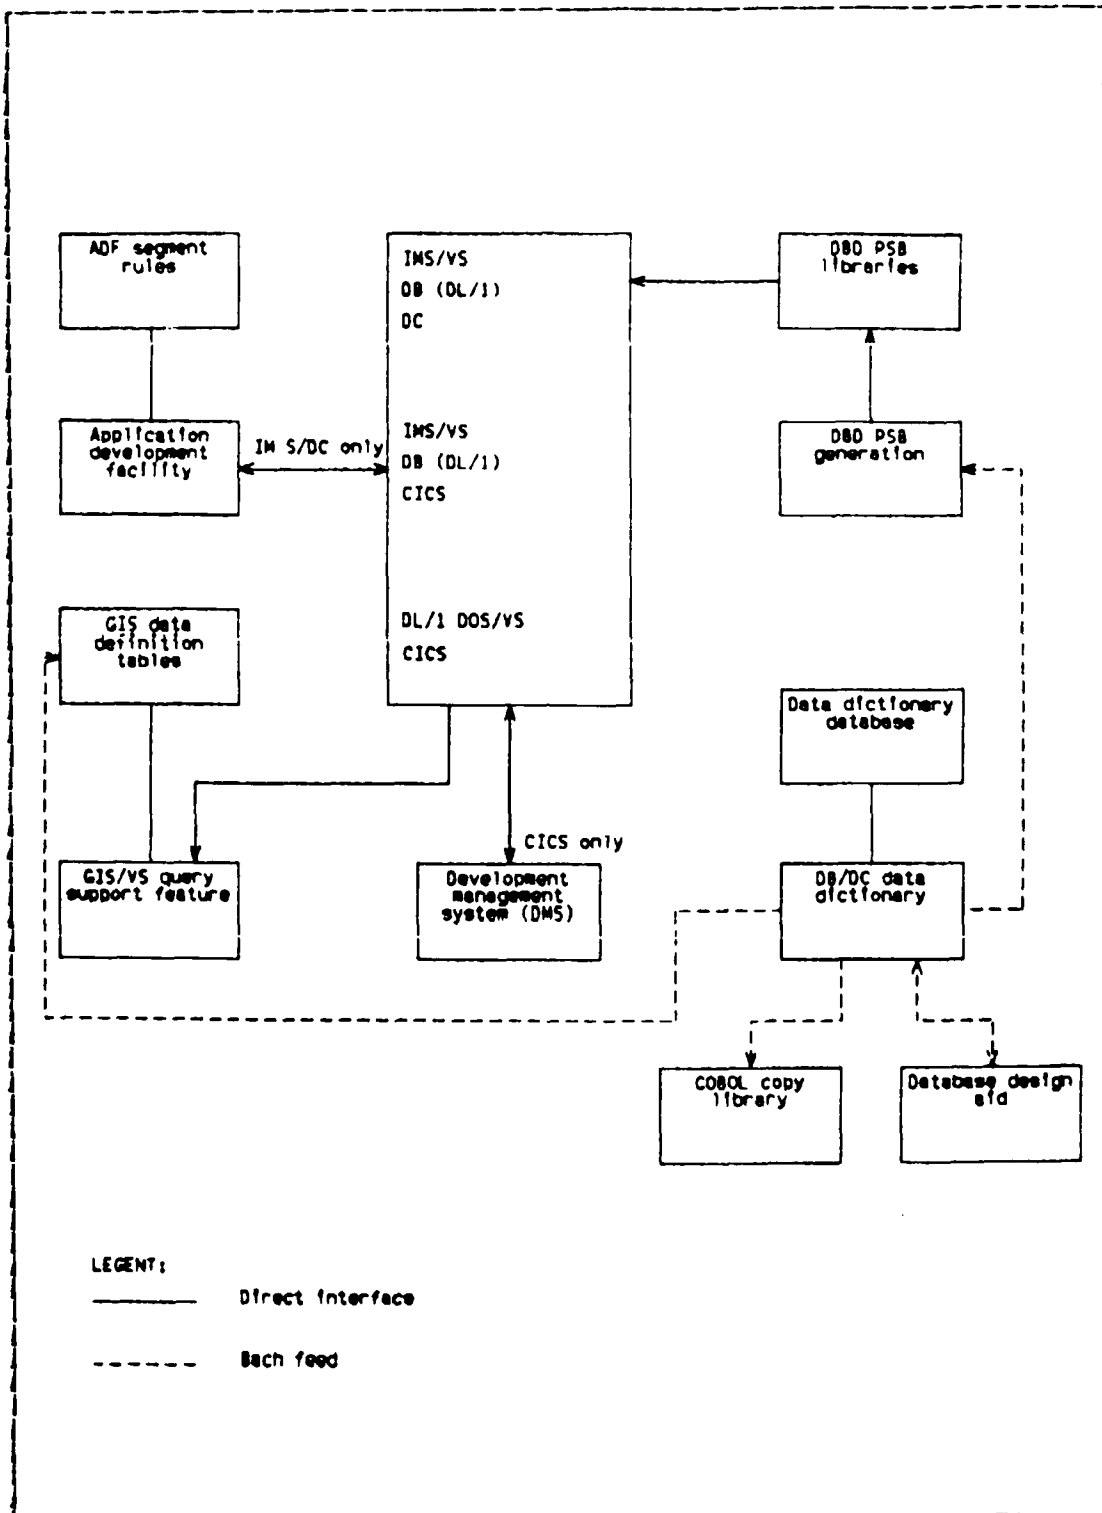 ADF segment
rules
IMS/VS
DB (DL/1)
DC
DBD PSB
libraries
Application
development
facility
IM S/DC only
IMS/VS
DB (DL/1)
CICS
DBD PSB
generation
GIS data
definition
tables
DL/1 DOS/VS
CICS
Data dictionary
database
CICS only
GIS/VS query
support feature
Development
management
system (DMS)
DB/DC data
dictionary
COBOL copy
library
Database design
aid
LEGENT:
Direct interface
Bach feed